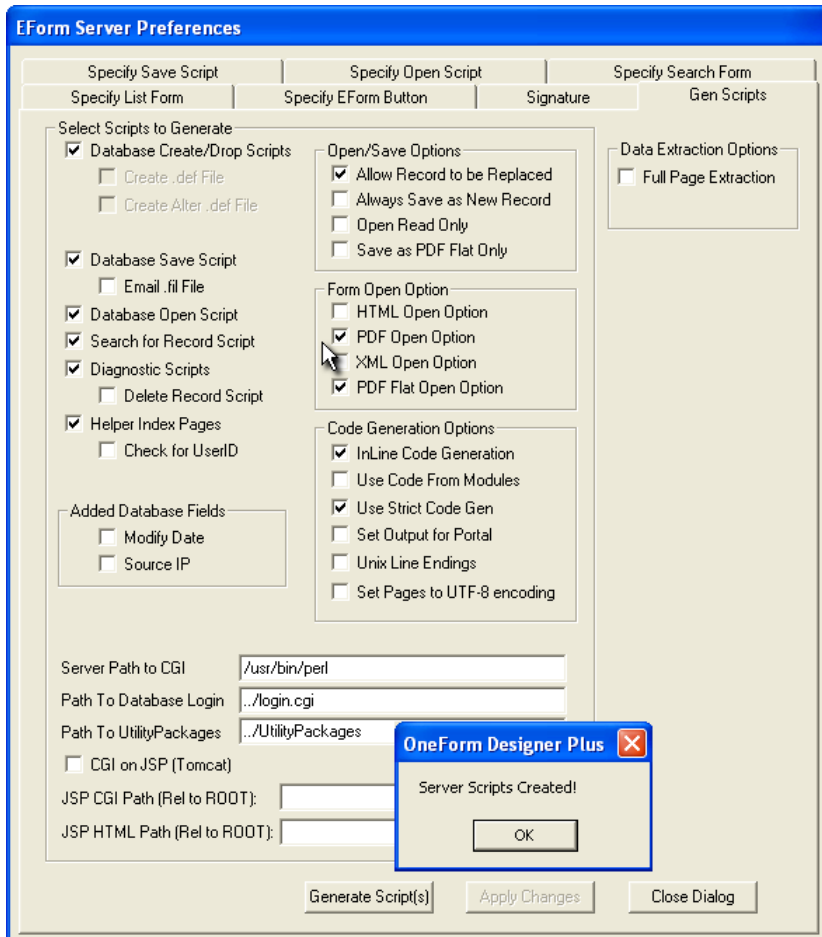 EForm Server Preferences
Specify Save Script
Specify Open Script
Specify Search Form
Specify List Form
Specify EForm Button
Signature
Gen Scripts
Select Scripts to Generate
Database Create/Drop Scripts
Create .def File
Create Alter .def File
Database Save Script
Email .fil File
Database Open Script
Search for Record Script
Diagnostic Scripts
Delete Record Script
Helper Index Pages
Check for UserID
Added Database Fields
Modify Date
Source IP
Open/Save Options
Allow Record to be Replaced
Always Save as New Record
Open Read Only
Save as PDF Flat Only
Form Open Option
HTML Open Option
PDF Open Option
XML Open Option
PDF Flat Open Option
Code Generation Options
InLine Code Generation
Use Code From Modules
Use Strict Code Gen
Set Output for Portal
Unix Line Endings
Set Pages to UTF-8 encoding
Data Extraction Options
Full Page Extraction
Server Path to CGI
/usr/bin/perl
Path To Database Login
../login.cgi
Path To UtilityPackages
../UtilityPackages
CGI on JSP (Tomcat)
JSP CGI Path (Rel to ROOT):
JSP HTML Path (Rel to ROOT):
OneForm Designer Plus
Server Scripts Created!
OK
Generate Script(s)
Apply Changes
Close Dialog